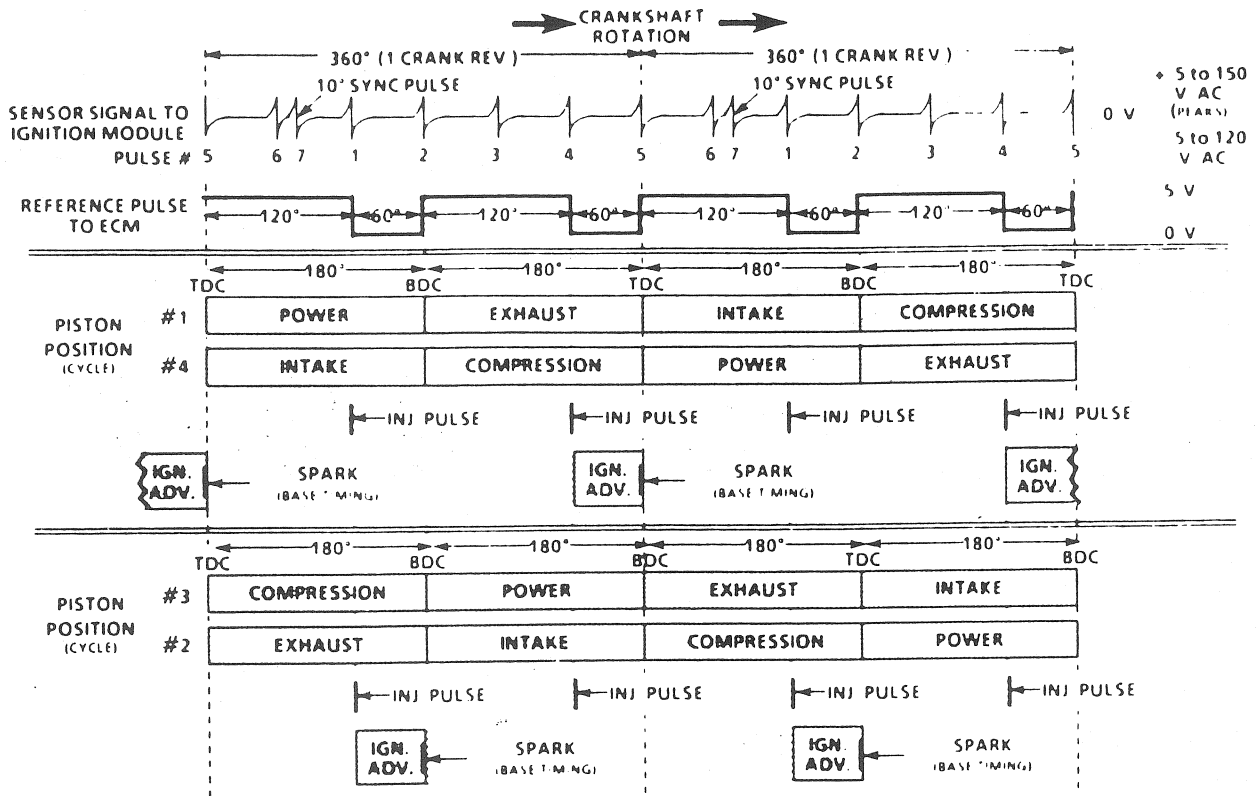 CRANKSHAFT
ROTATION
360° (1 CRANK REV) 360° (1 CRANK REV)
10° SYNC PULSE 10° SYNC PULSE
SENSOR SIGNAL TO
IGNITION MODULE
0 V
5 to 150
V AC
5 to 120
V AC
PULSE # 5 6 7 1 2 3 4 5 6 7 1 2 3 4 5
REFERENCE PULSE
TO ECM
120° 60° 120° 60° 120° 60° 120° 60°
5 V
0 V
180° 180° 180° 180°
TDC BDC TDC BDC TDC
PISTON
POSITION
(CYCLE)
#1 POWER EXHAUST INTAKE COMPRESSION
#4 INTAKE COMPRESSION POWER EXHAUST
INJ PULSE INJ PULSE INJ PULSE INJ PULSE
IGN.
ADV.
SPARK
(BASE TIMING)
IGN.
ADV.
SPARK
(BASE TIMING)
IGN.
ADV.
180° 180° 180° 180°
TDC BDC BDC TDC BDC
PISTON
POSITION
(CYCLE)
#3 COMPRESSION POWER EXHAUST INTAKE
#2 EXHAUST INTAKE COMPRESSION POWER
INJ PULSE INJ PULSE INJ PULSE INJ PULSE
IGN.
ADV.
SPARK
(BASE TIMING)
IGN.
ADV.
SPARK
(BASE TIMING)